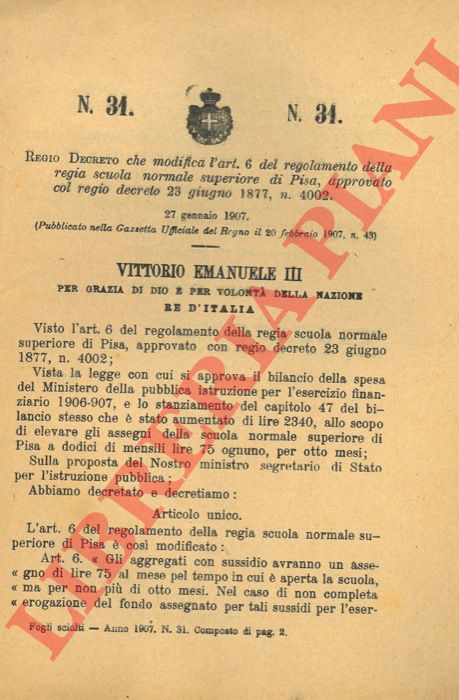 N. 31.
N. 31.
REGIO DECRETO che modifica l'art. 6 del regolamento della
regia scuola normale superiore di Pisa, approvato
col regio decreto 23 giugno 1877, n. 4002.
27 gennaio 1907.
(Pubblicato nella Gazzetta Ufficiale del Regno il 20 febbraio 1907, n. 43)
VITTORIO EMANUELE III
PER GRAZIA DI DIO E PER VOLONTÀ DELLA NAZIONE
RE D'ITALIA
Visto l'art. 6 del regolamento della regia scuola normale
superiore di Pisa, approvato con regio decreto 23 giugno
1877, n. 4002;
Vista la legge con cui si approva il bilancio della spesa
del Ministero della pubblica istruzione per l'esercizio finan-
ziario 1906-907, e lo stanziamento del capitolo 47 del bi-
lancio stesso che è stato aumentato di lire 2340, allo scopo
di elevare gli assegni della scuola normale superiore di
Pisa a dodici di mensili lire 75 ognuno, per otto mesi;
Sulla proposta del Nostro ministro segretario di Stato
per l'istruzione pubblica;
Abbiamo decretato e decretiamo:
Articolo unico.
L'art. 6 del regolamento della regia scuola normale su-
periore di Pisa è così modificato:
Art. 6. « Gli aggregati con sussidio avranno un asse-
« gno di lire 75 al mese pel tempo in cui è aperta la scuola,
« ma per non più di otto mesi. Nel caso di non completa
« erogazione del fondo assegnato per tali sussidi per l'eser-
Fogli sciolti — Anno 1907. N. 31. Composto di pag. 2.
LIBRERIA PIANI
LIBRERIA PIANI